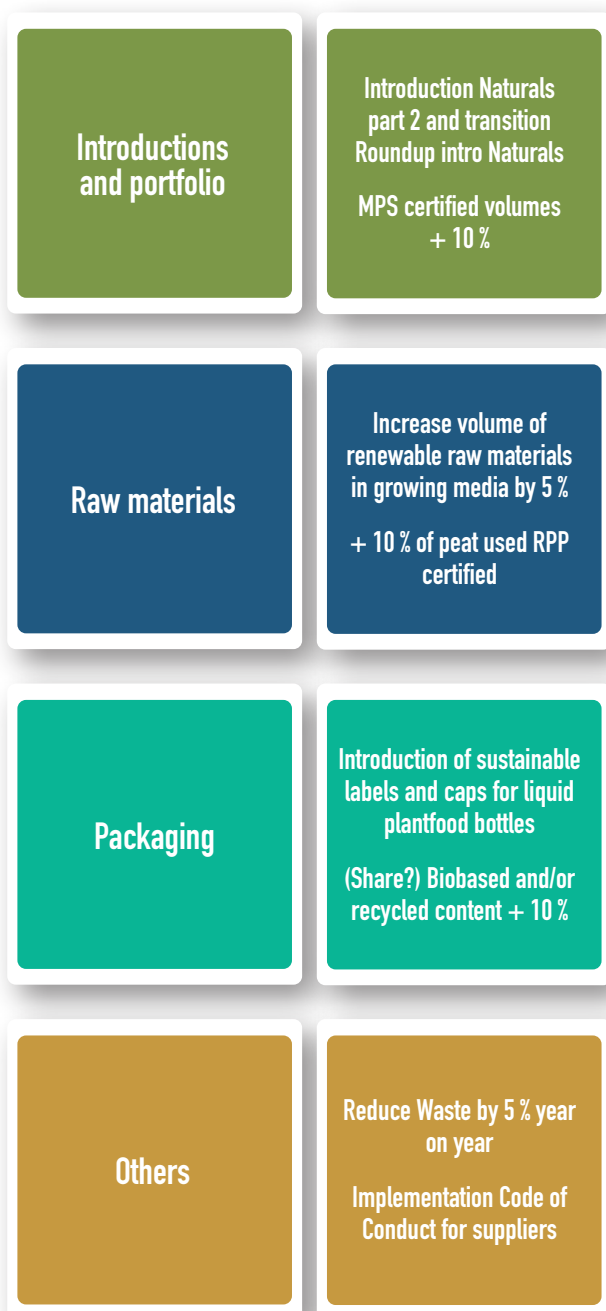 Introductions
and portfolio
Introduction Naturals
part 2 and transition
Roundup intro Naturals
MPS certified volumes
+ 10 %
Raw materials
Increase volume of
renewable raw materials
in growing media by 5 %
+ 10 % of peat used RPP
certified
Packaging
Introduction of sustainable
labels and caps for liquid
plantfood bottles
(Share?) Biobased and/or
recycled content + 10 %
Others
Reduce Waste by 5 % year
on year
Implementation Code of
Conduct for suppliers